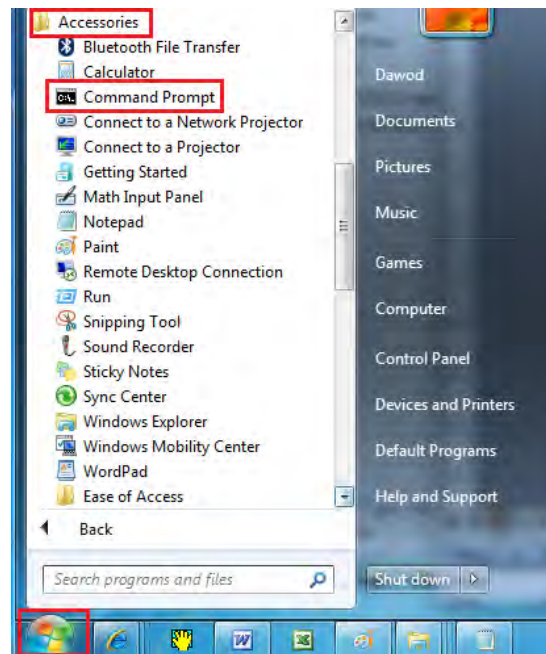 Accessories
Bluetooth File Transfer
Calculator
Command Prompt
Connect to a Network Projector
Connect to a Projector
Getting Started
Math Input Panel
Notepad
Paint
Remote Desktop Connection
Run
Snipping Tool
Sound Recorder
Sticky Notes
Sync Center
Windows Explorer
Windows Mobility Center
WordPad
Ease of Access
Back
Search programs and files
Dawod
Documents
Pictures
Music
Games
Computer
Control Panel
Devices and Printers
Default Programs
Help and Support
Shut down